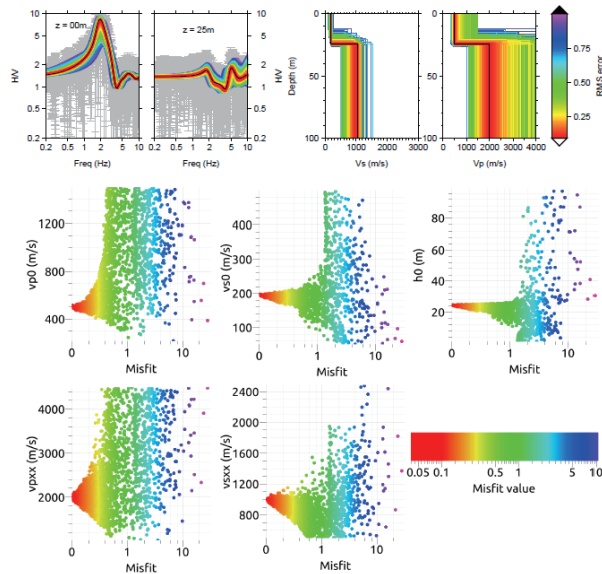 z = 00m
H/V
10
5
2
1
0.5
0.2
0.2 0.5 1 2 5 10
Freq (Hz)
z = 25m
10
5
2
1
0.5
0.2
H/V
0.2 0.5 1 2 5 10
Freq (Hz)
Depth (m)
0
50
100
0 1000 2000 3000
Vs (m/s)
0
50
100
0 1000 2000 3000 4000
Vp (m/s)
0.75
0.50
0.25
RMS error
vp0 (m/s)
1200
800
400
0 1 10
Misfit
vs0 (m/s)
400
300
200
100
0 1 10
Misfit
h0 (m)
80
60
40
20
0 1 10
Misfit
vpxx (m/s)
4000
3000
2000
0 1 10
Misfit
vsxx (m/s)
2400
2000
1600
1200
800
0 1 10
Misfit
0.05 0.1 0.5 1 5 10
Misfit value